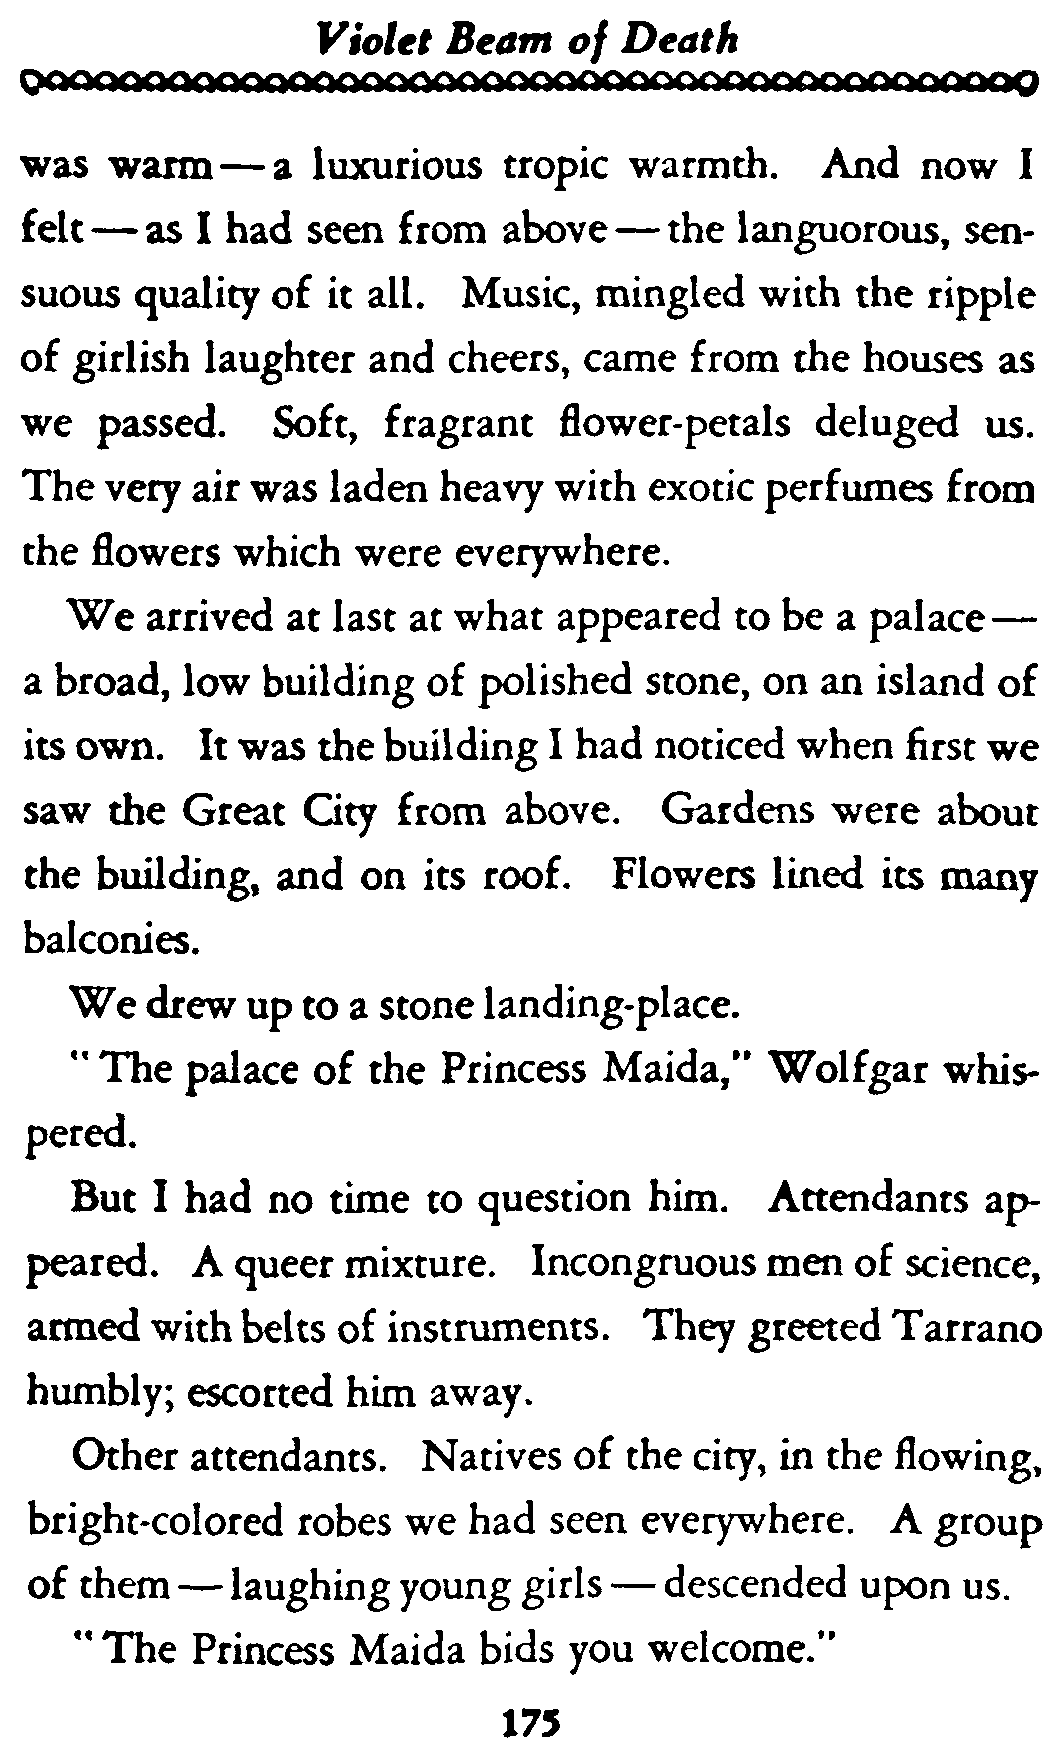 Violet Beam of Death
was warm—a luxurious tropic warmth. And now I
felt—as I had seen from above—the languorous, sen-
suous quality of it all. Music, mingled with the ripple
of girlish laughter and cheers, came from the houses as
we passed. Soft, fragrant flower-petals deluged us.
The very air was laden heavy with exotic perfumes from
the flowers which were everywhere.
We arrived at last at what appeared to be a palace—
a broad, low building of polished stone, on an island of
its own. It was the building I had noticed when first we
saw the Great City from above. Gardens were about
the building, and on its roof. Flowers lined its many
balconies.
We drew up to a stone landing-place.
"The palace of the Princess Maida," Wolfgar whis-
pered.
But I had no time to question him. Attendants ap-
peared. A queer mixture. Incongruous men of science,
armed with belts of instruments. They greeted Tarrano
humbly; escorted him away.
Other attendants. Natives of the city, in the flowing,
bright-colored robes we had seen everywhere. A group
of them—laughing young girls—descended upon us.
"The Princess Maida bids you welcome."
175